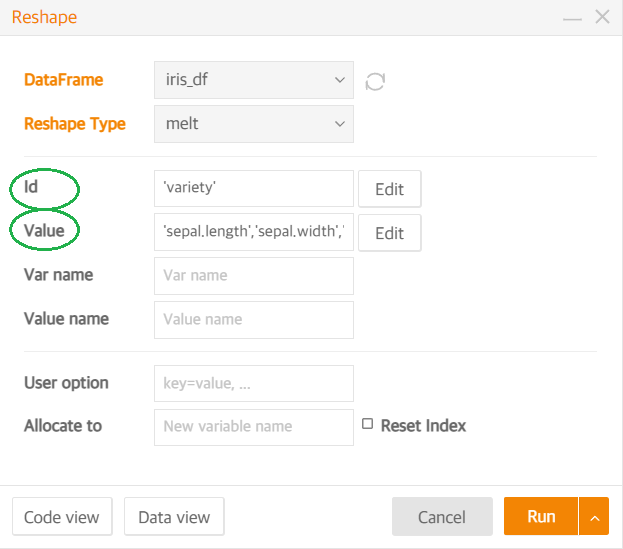 Reshape
DataFrame iris_df
Reshape Type melt
Id 'variety' Edit
Value 'sepal.length','sepal.width',' Edit
Var name Var name
Value name Value name
User option key=value, ...
Allocate to New variable name Reset Index
Code view Data view Cancel Run